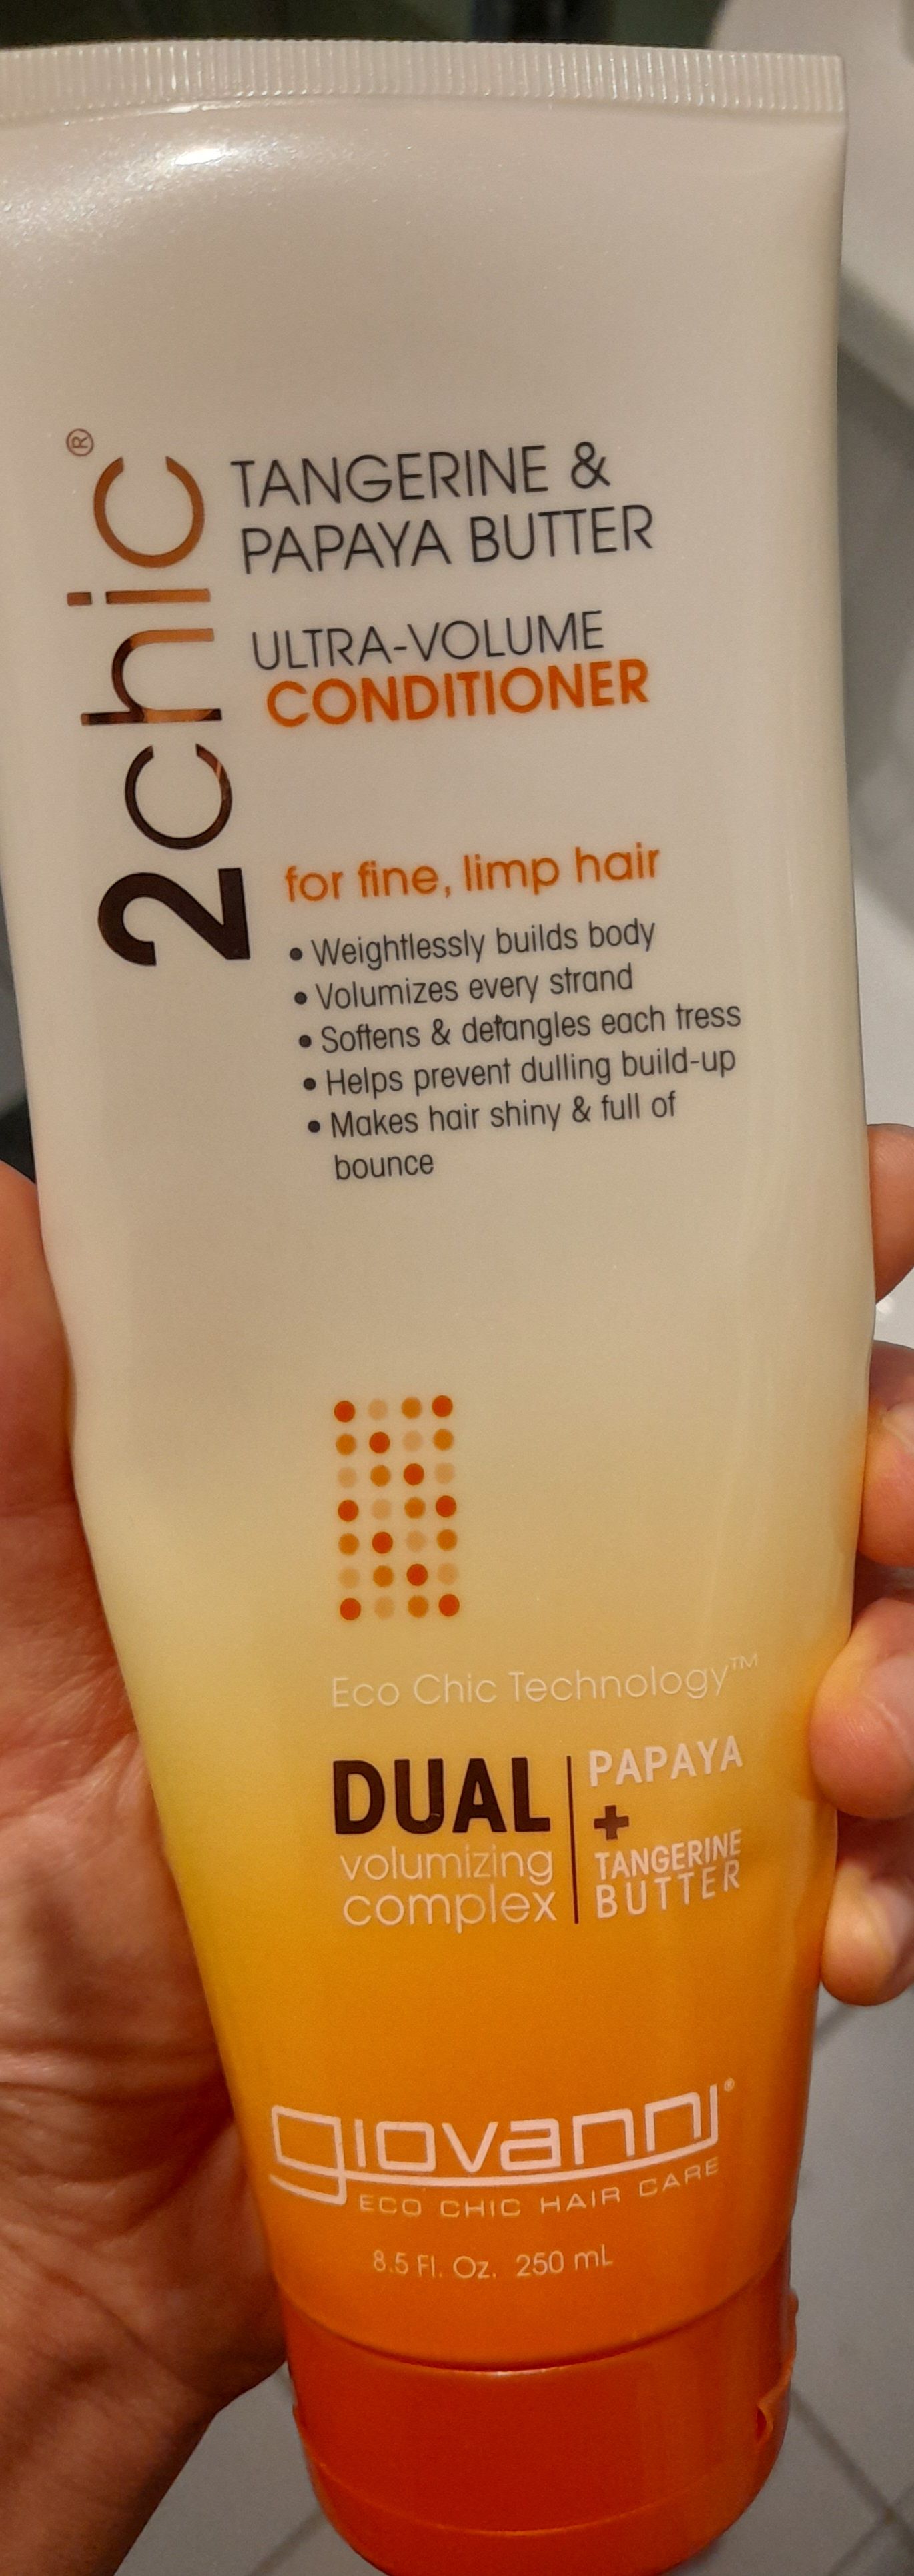 2chic®
TANGERINE &
PAPAYA BUTTER
ULTRA-VOLUME
CONDITIONER
for fine, limp hair
• Weightlessly builds body
• Volumizes every strand
• Softens & detangles each tress
• Helps prevent dulling build-up
• Makes hair shiny & full of
bounce
Eco Chic Technology™
DUAL
volumizing
complex
PAPAYA
+
TANGERINE
BUTTER
giovanni®
ECO CHIC HAIR CARE
8.5 Fl. Oz. 250 mL